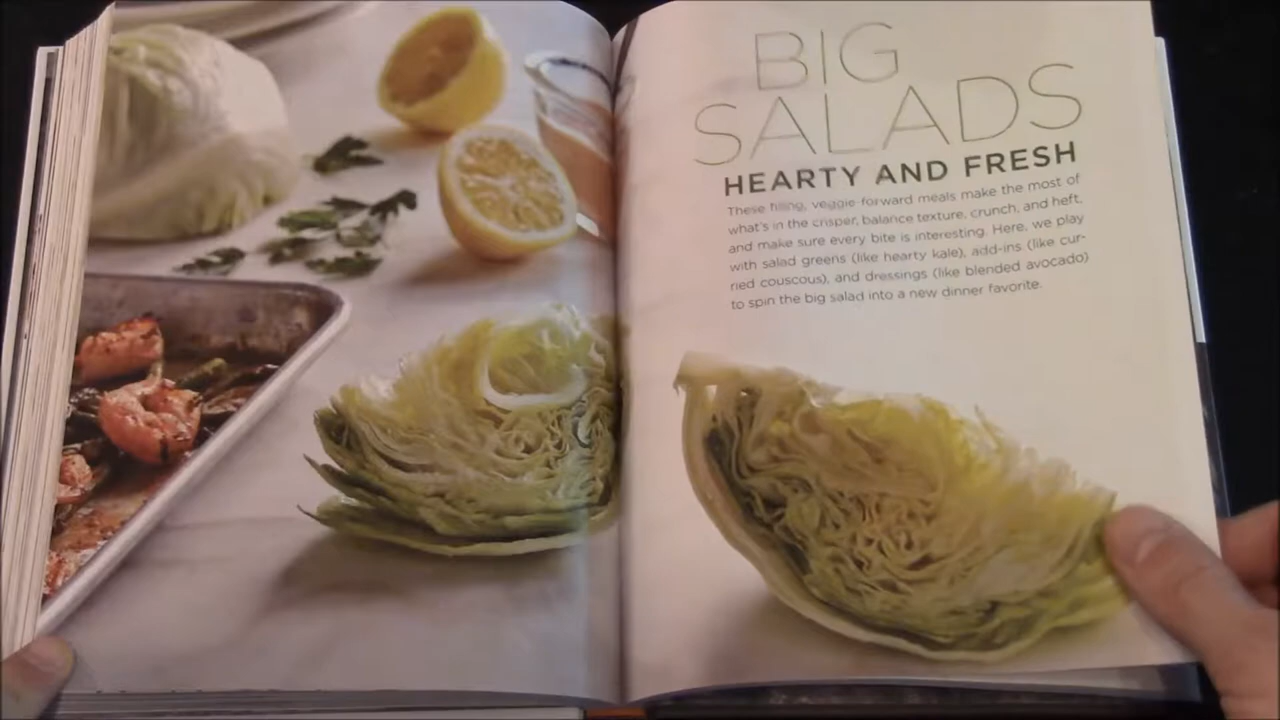 BIG
SALADS
HEARTY AND FRESH
These filling, veggie-forward meals make the most of
what's in the crisper, balance texture, crunch, and heft,
and make sure every bite is interesting. Here, we play
with salad greens (like hearty kale), add-ins (like cur-
ried couscous), and dressings (like blended avocado)
to spin the big salad into a new dinner favorite.